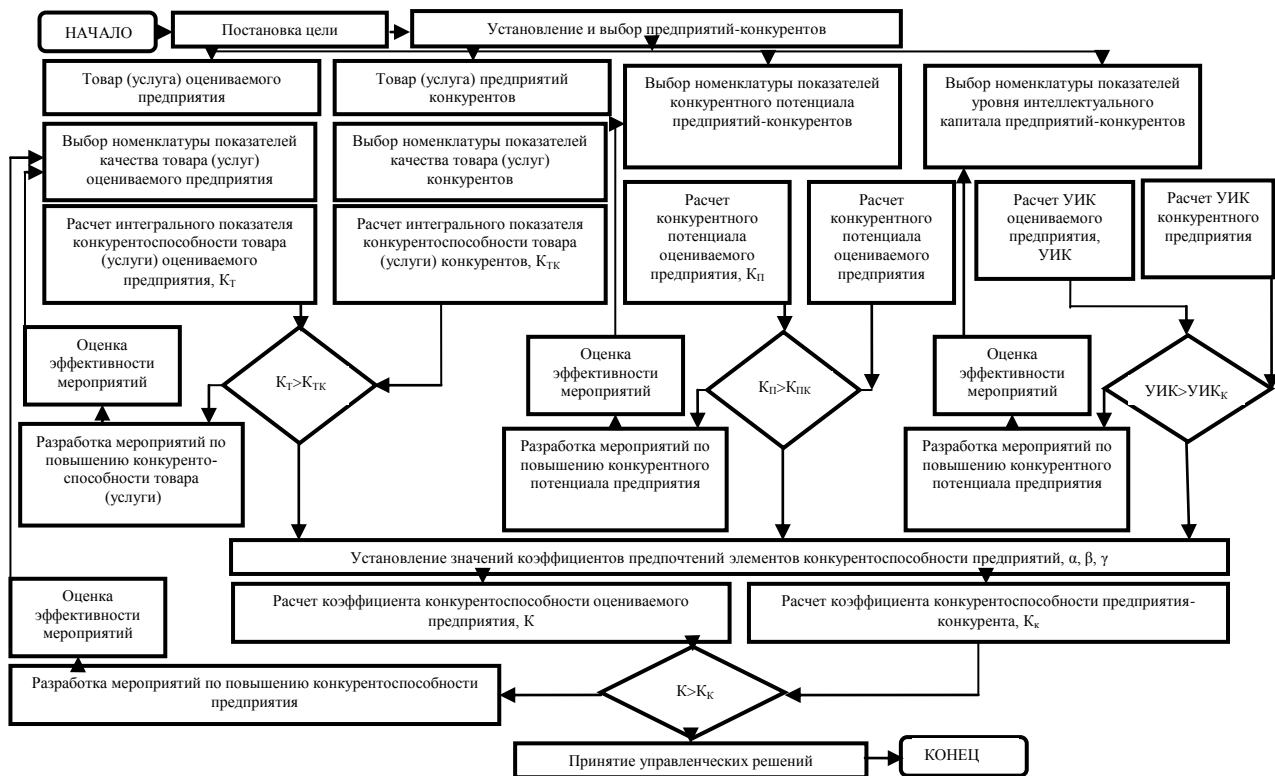 НАЧАЛО
Постановка цели
Установление и выбор предприятий-конкурентов
Товар (услуга) оцениваемого
предприятия
Товар (услуга) предприятий
конкурентов
Выбор номенклатуры показателей
конкурентного потенциала
предприятий-конкурентов
Выбор номенклатуры показателей
уровня интеллектуального
капитала предприятий-конкурентов
Выбор номенклатуры показателей
качества товара (услуг)
оцениваемого предприятия
Выбор номенклатуры показателей
качества товара (услуг)
конкурентов
Расчет интегрального показателя
конкурентоспособности товара
(услуги) оцениваемого
предприятия, КТ
Расчет интегрального показателя
конкурентоспособности товара
(услуги) конкурентов, КТК
Расчет
конкурентного
потенциала
оцениваемого
предприятия, КП
Расчет
конкурентного
потенциала
оцениваемого
предприятия
Расчет УИК
оцениваемого
предприятия,
УИК
Расчет УИК
конкурентного
предприятия
Оценка
эффективности
мероприятий
КТ>КТК
Оценка
эффективности
мероприятий
КП>КПК
Оценка
эффективности
мероприятий
УИК>УИКК
Разработка мероприятий по
повышению конкуренто-
способности товара
(услуги)
Разработка мероприятий по
повышению конкурентного
потенциала предприятия
Разработка мероприятий по
повышению конкурентного
потенциала предприятия
Установление значений коэффициентов предпочтений элементов конкурентоспособности предприятий, α, β, γ
Оценка
эффективности
мероприятий
Расчет коэффициента конкурентоспособности оцениваемого
предприятия, К
Расчет коэффициента конкурентоспособности предприятия-
конкурента, Кк
Разработка мероприятий по повышению конкурентоспособности
предприятия
К>КК
Принятие управленческих решений
КОНЕЦ